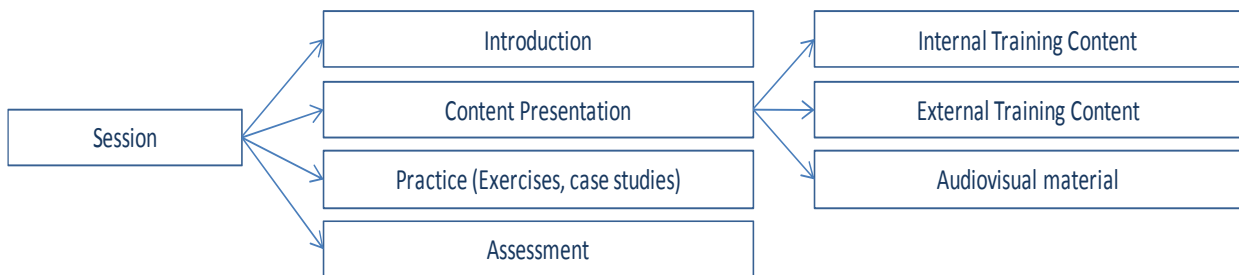 Session
Introduction
Content Presentation
Practice (Exercises, case studies)
Assessment
Internal Training Content
External Training Content
Audiovisual material